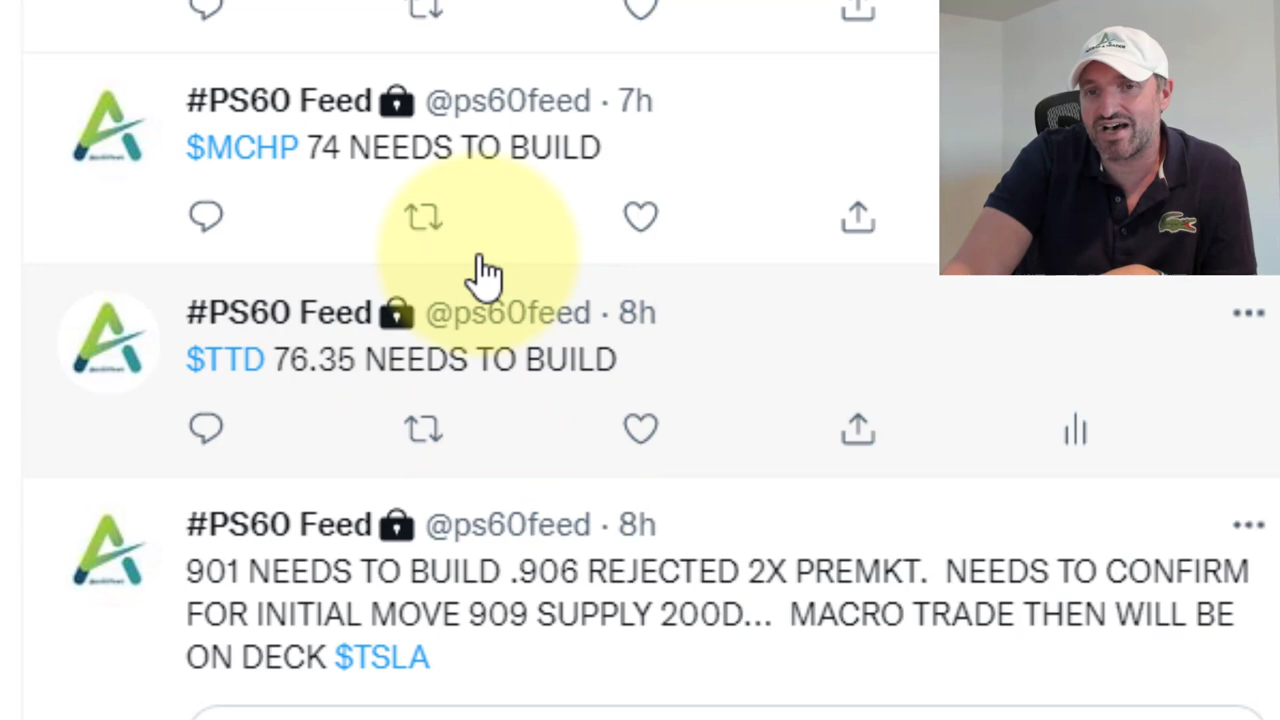 #PS60 Feed @ps60feed · 7h
$MCHP 74 NEEDS TO BUILD
#PS60 Feed @ps60feed · 8h
$TTD 76.35 NEEDS TO BUILD
#PS60 Feed @ps60feed · 8h
901 NEEDS TO BUILD .906 REJECTED 2X PREMKT. NEEDS TO CONFIRM
FOR INITIAL MOVE 909 SUPPLY 200D... MACRO TRADE THEN WILL BE
ON DECK $TSLA